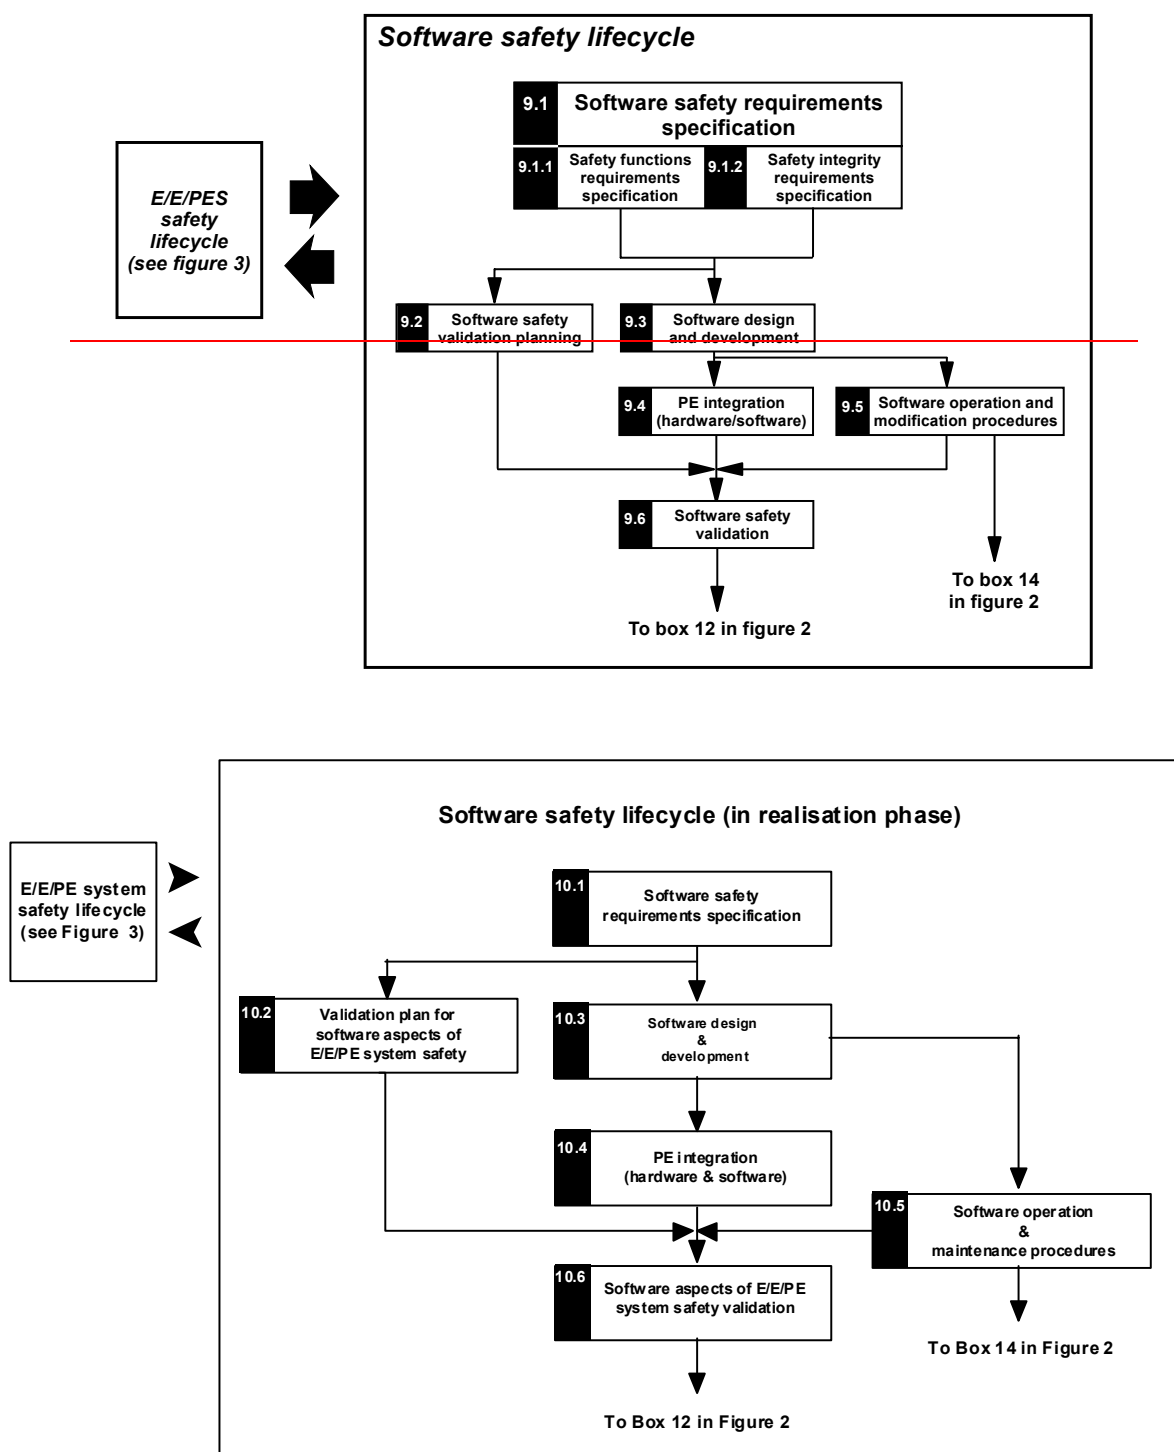 Software safety lifecycle
9.1
Software safety requirements
specification
9.1.1
Safety functions
requirements
specification
9.1.2
Safety integrity
requirements
specification
E/E/PES
safety
lifecycle
(see figure 3)
9.2
Software safety
validation planning
9.3
Software design
and development
9.4
PE integration
(hardware/software)
9.5
Software operation and
modification procedures
9.6
Software safety
validation
To box 14
in figure 2
To box 12 in figure 2
Software safety lifecycle (in realisation phase)
E/E/PE system
safety lifecycle
(see Figure 3)
10.1
Software safety
requirements specification
10.2
Validation plan for
software aspects of
E/E/PE system safety
10.3
Software design
&
development
10.4
PE integration
(hardware & software)
10.5
Software operation
&
maintenance procedures
10.6
Software aspects of E/E/PE
system safety validation
To Box 14 in Figure 2
To Box 12 in Figure 2